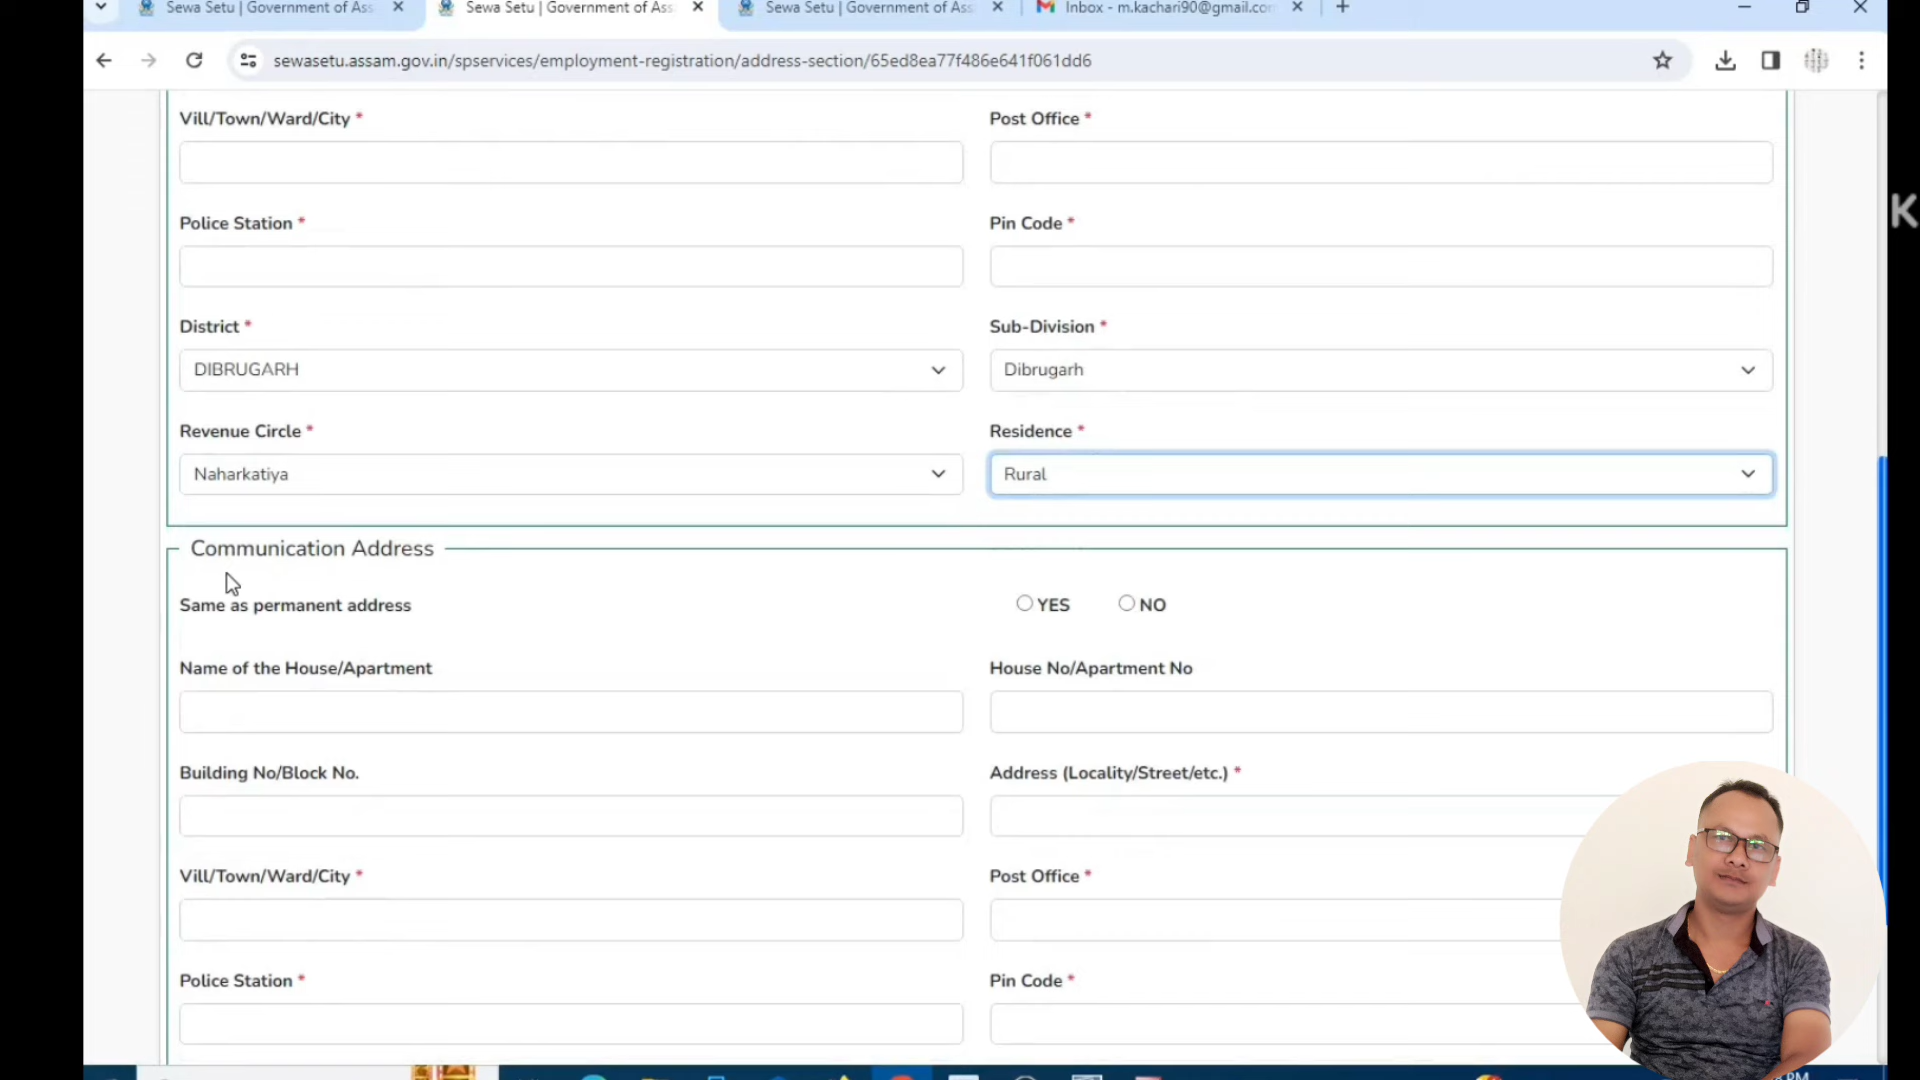 Sewa Setu | Government of Ass
Sewa Setu | Government of Ass
Sewa Setu | Government of Ass
Inbox - m.kachari90@gmail.com
sewasetu.assam.gov.in/spservices/employment-registration/address-section/65ed8ea77f486e641f061dd6
K
Vill/Town/Ward/City *
Post Office *
Police Station *
Pin Code *
District *
Sub-Division *
DIBRUGARH
Dibrugarh
Revenue Circle *
Residence *
Naharkatiya
Rural
Communication Address
Same as permanent address
YES
NO
Name of the House/Apartment
House No/Apartment No
Building No/Block No.
Address (Locality/Street/etc.) *
Vill/Town/Ward/City *
Post Office *
Police Station *
Pin Code *
PM